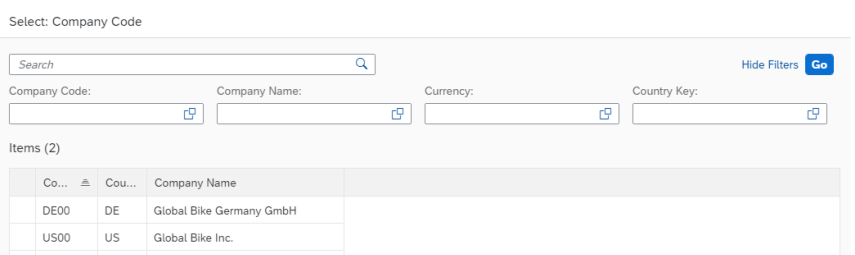 Select: Company Code
Search
Hide Filters Go
Company Code: Company Name: Currency: Country Key:
Items (2)
Co... Cou... Company Name
DE00 DE Global Bike Germany GmbH
US00 US Global Bike Inc.